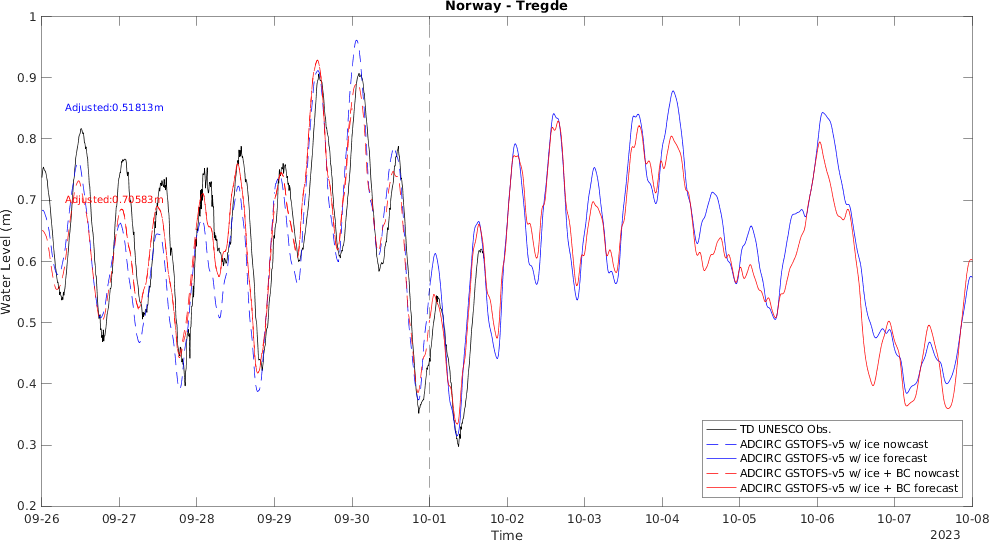 Norway - Tregde
Water Level (m)
1
0.9
0.8
0.7
0.6
0.5
0.4
0.3
0.2
Adjusted:0.51813m
Adjusted:0.70583m
TD UNESCO Obs.
ADCIRC GSTOFS-v5 w/ ice nowcast
ADCIRC GSTOFS-v5 w/ ice forecast
ADCIRC GSTOFS-v5 w/ ice + BC nowcast
ADCIRC GSTOFS-v5 w/ ice + BC forecast
09-26 09-27 09-28 09-29 09-30 10-01 10-02 10-03 10-04 10-05 10-06 10-07 10-08
2023
Time